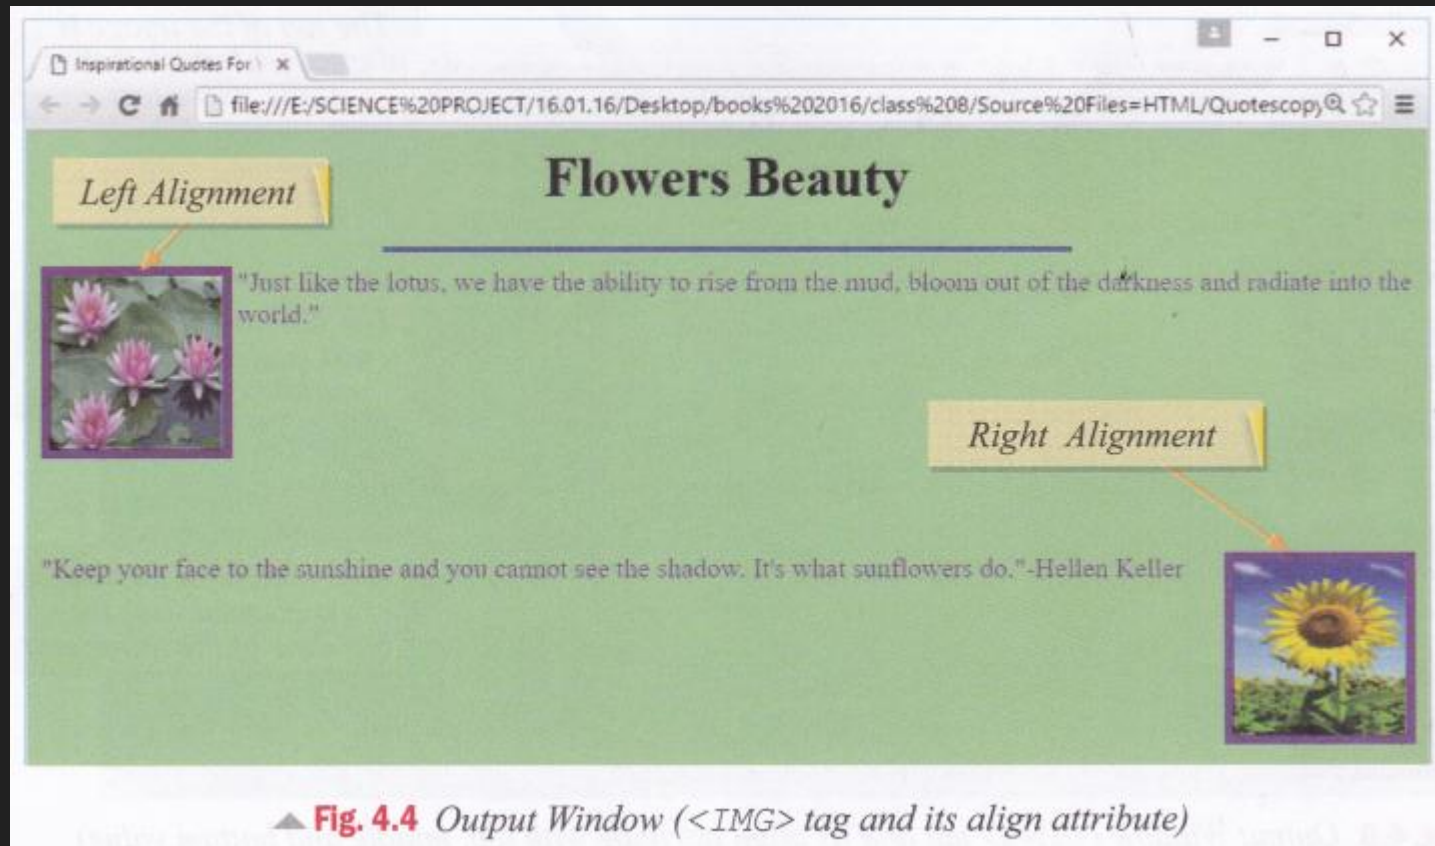 Inspirational Quotes For
file:///E:/SCIENCE%20PROJECT/16.01.16/Desktop/books%202016/class%208/Source%20Files=HTML/Quotescopy
Flowers Beauty
Left Alignment
"Just like the lotus, we have the ability to rise from the mud, bloom out of the darkness and radiate into the
world."
Right Alignment
"Keep your face to the sunshine and you cannot see the shadow. It's what sunflowers do."-Hellen Keller
Fig. 4.4 Output Window (<IMG> tag and its align attribute)